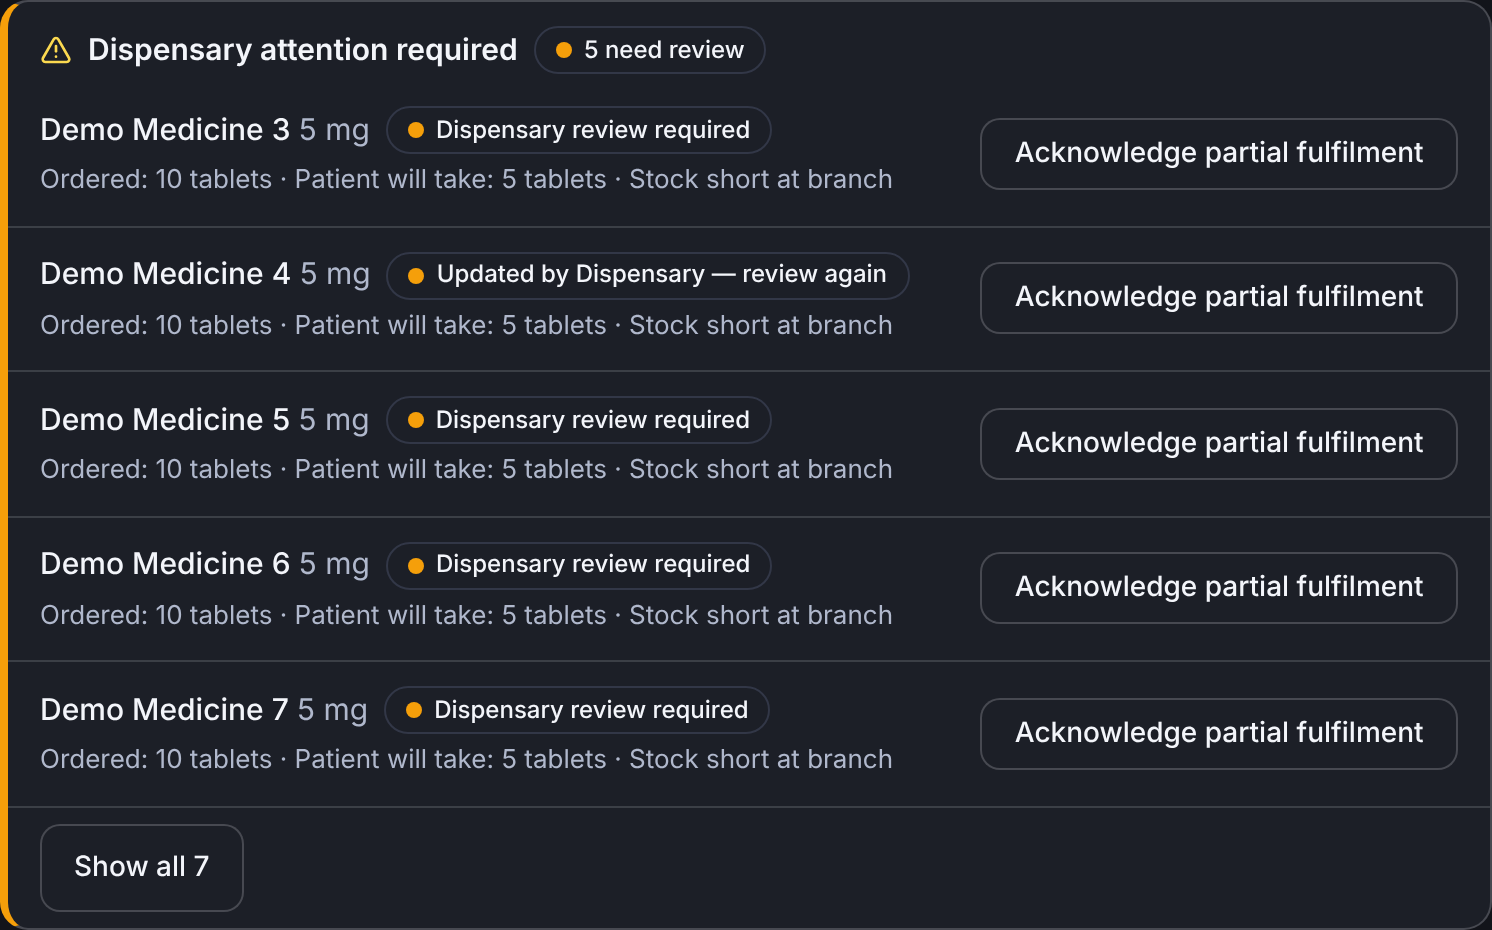 Dispensary attention required 5 need review
Demo Medicine 3 5 mg Dispensary review required
Ordered: 10 tablets · Patient will take: 5 tablets · Stock short at branch
Acknowledge partial fulfilment
Demo Medicine 4 5 mg Updated by Dispensary — review again
Ordered: 10 tablets · Patient will take: 5 tablets · Stock short at branch
Acknowledge partial fulfilment
Demo Medicine 5 5 mg Dispensary review required
Ordered: 10 tablets · Patient will take: 5 tablets · Stock short at branch
Acknowledge partial fulfilment
Demo Medicine 6 5 mg Dispensary review required
Ordered: 10 tablets · Patient will take: 5 tablets · Stock short at branch
Acknowledge partial fulfilment
Demo Medicine 7 5 mg Dispensary review required
Ordered: 10 tablets · Patient will take: 5 tablets · Stock short at branch
Acknowledge partial fulfilment
Show all 7